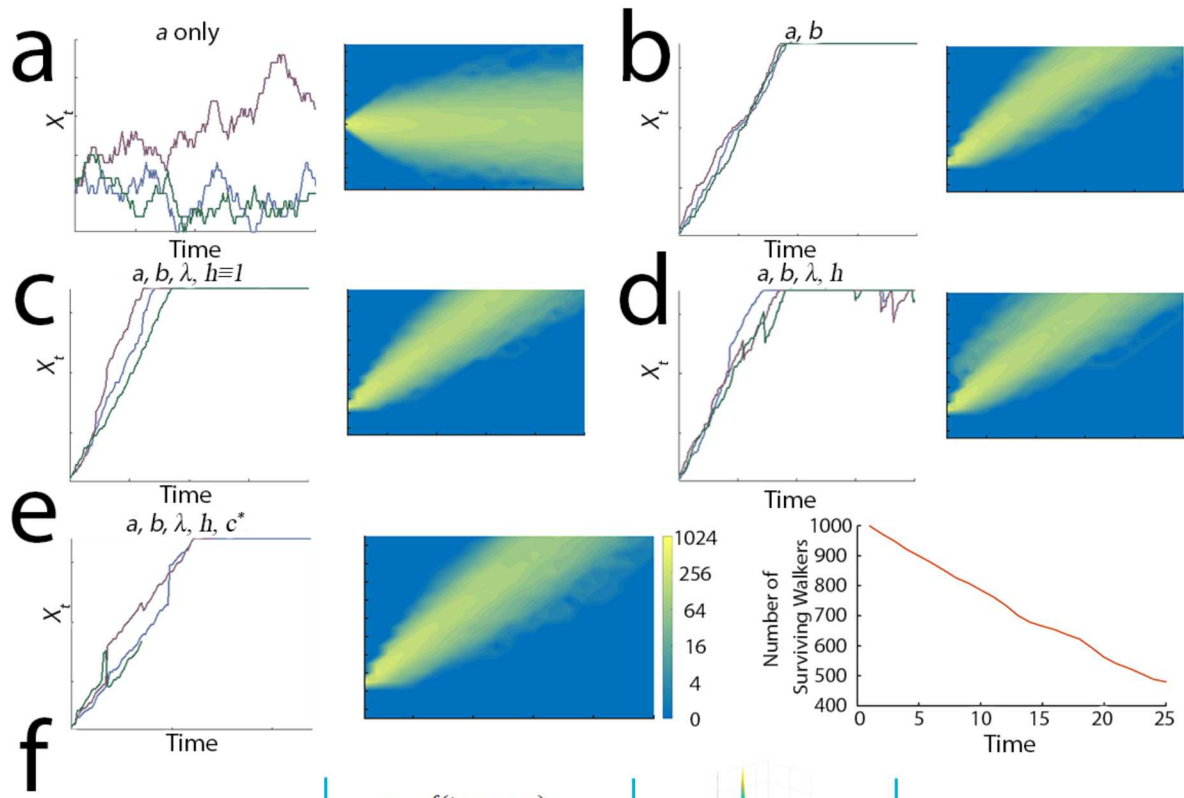 a
a only
X_t
Time
b
a, b
X_t
Time
c
a, b, λ, h≡1
X_t
Time
d
a, b, λ, h
X_t
Time
e
a, b, λ, h, c*
X_t
Time
1024
256
64
16
4
0
Number of
Surviving Walkers
1000
900
800
700
600
500
400
0
5
10
15
20
25
Time
f